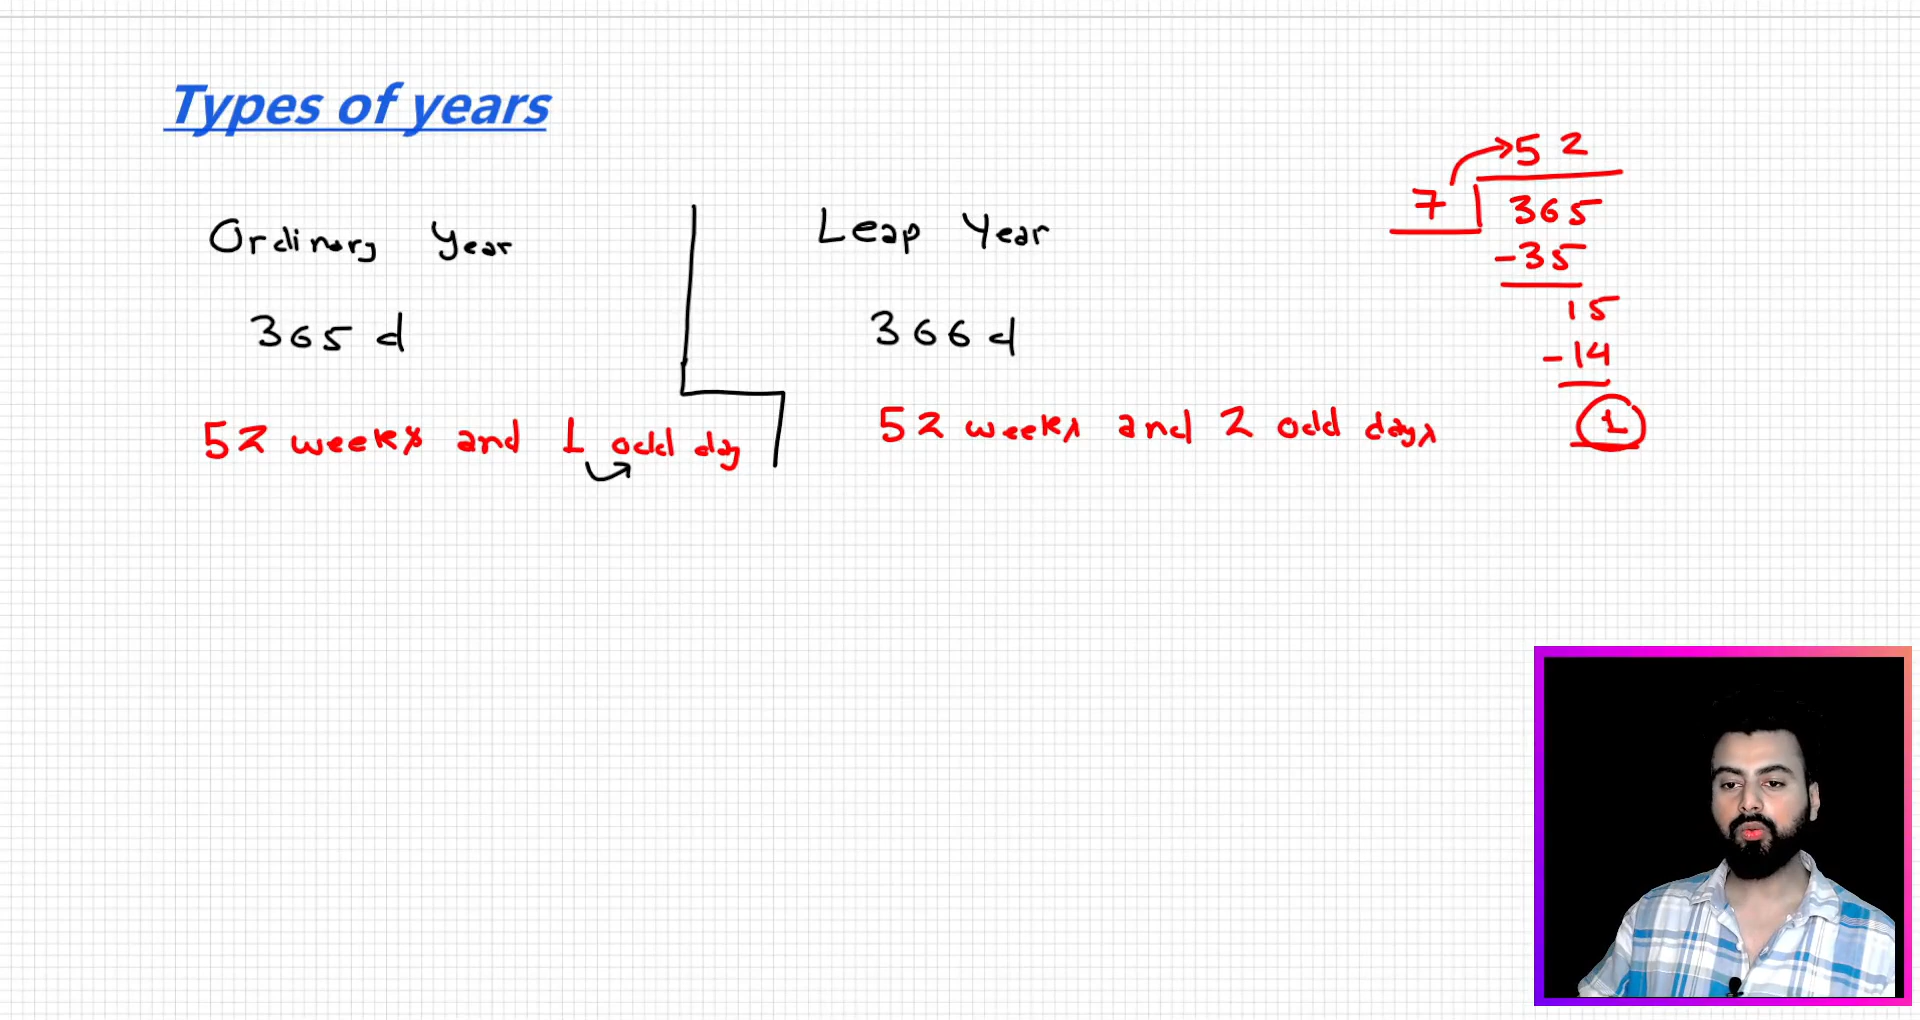 Types of years
Ordinary Year
365 d
52 weeks and 1 odd day
Leap Year
366 d
52 weeks and 2 odd days
52
7 365
-35
15
-14
1